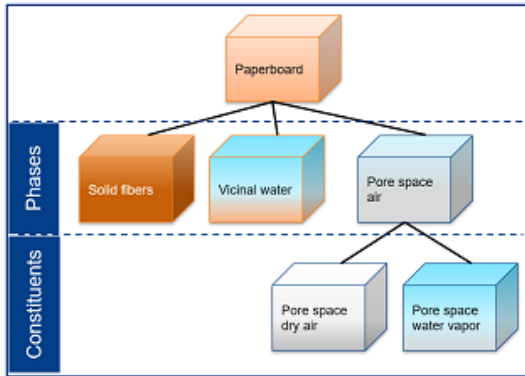 Paperboard
Phases
Solid fibers
Vicinal water
Pore space
air
Constituents
Pore space
dry air
Pore space
water vapor